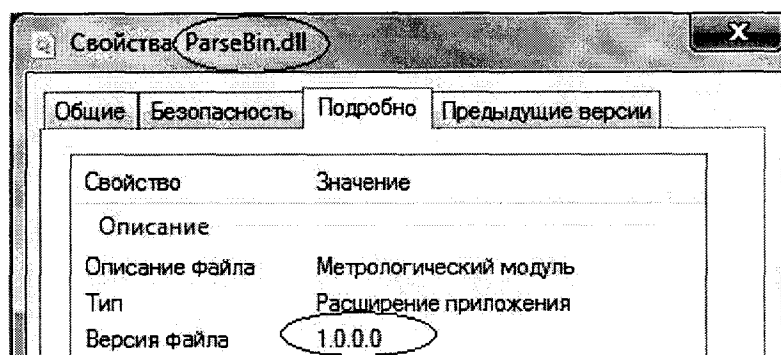 Свойства: ParseBin.dll
Общие Безопасность Подробно Предыдущие версии
Свойство Значение
Описание
Описание файла Метрологический модуль
Тип Расширение приложения
Версия файла 1.0.0.0